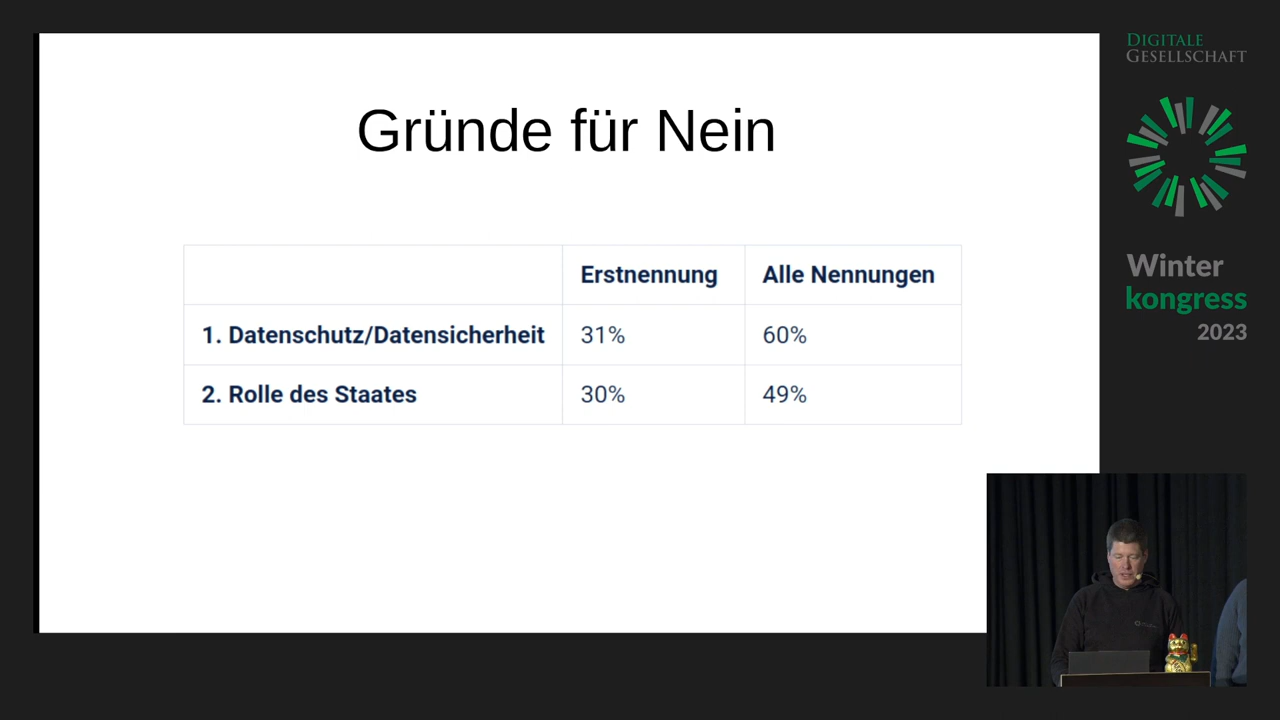 DIGITALE
GESELLSCHAFT
Gründe für Nein
Erstnennung Alle Nennungen
1. Datenschutz/Datensicherheit 31% 60%
2. Rolle des Staates 30% 49%
Winter
kongress
2023